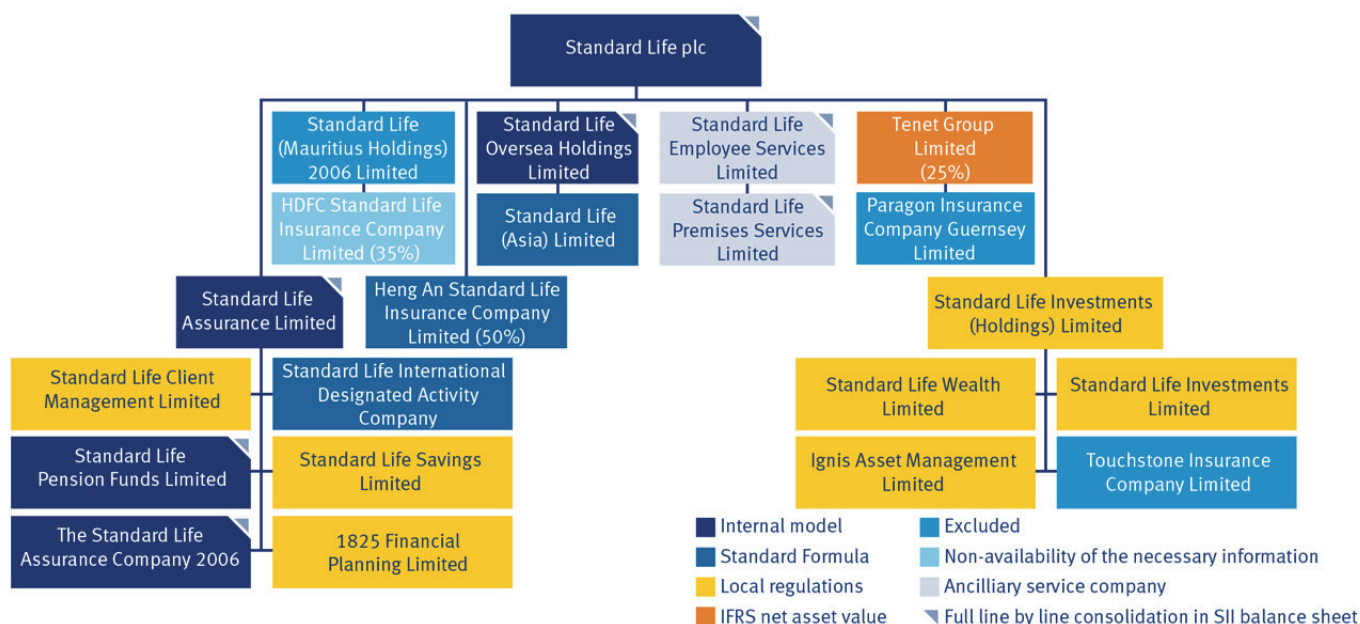 Standard Life plc
Standard Life
(Mauritius Holdings)
2006 Limited
Standard Life
Oversea Holdings
Limited
Standard Life
Employee Services
Limited
Tenet Group
Limited
(25%)
HDFC Standard Life
Insurance Company
Limited (35%)
Standard Life
(Asia) Limited
Standard Life
Premises Services
Limited
Paragon Insurance
Company Guernsey
Limited
Standard Life
Assurance Limited
Heng An Standard Life
Insurance Company
Limited (50%)
Standard Life Investments
(Holdings) Limited
Standard Life Client
Management Limited
Standard Life International
Designated Activity
Company
Standard Life Wealth
Limited
Standard Life Investments
Limited
Standard Life
Pension Funds Limited
Standard Life Savings
Limited
Ignis Asset Management
Limited
Touchstone Insurance
Company Limited
The Standard Life
Assurance Company 2006
1825 Financial
Planning Limited
Internal model
Standard Formula
Local regulations
IFRS net asset value
Excluded
Non-availability of the necessary information
Ancilliary service company
Full line by line consolidation in SII balance sheet